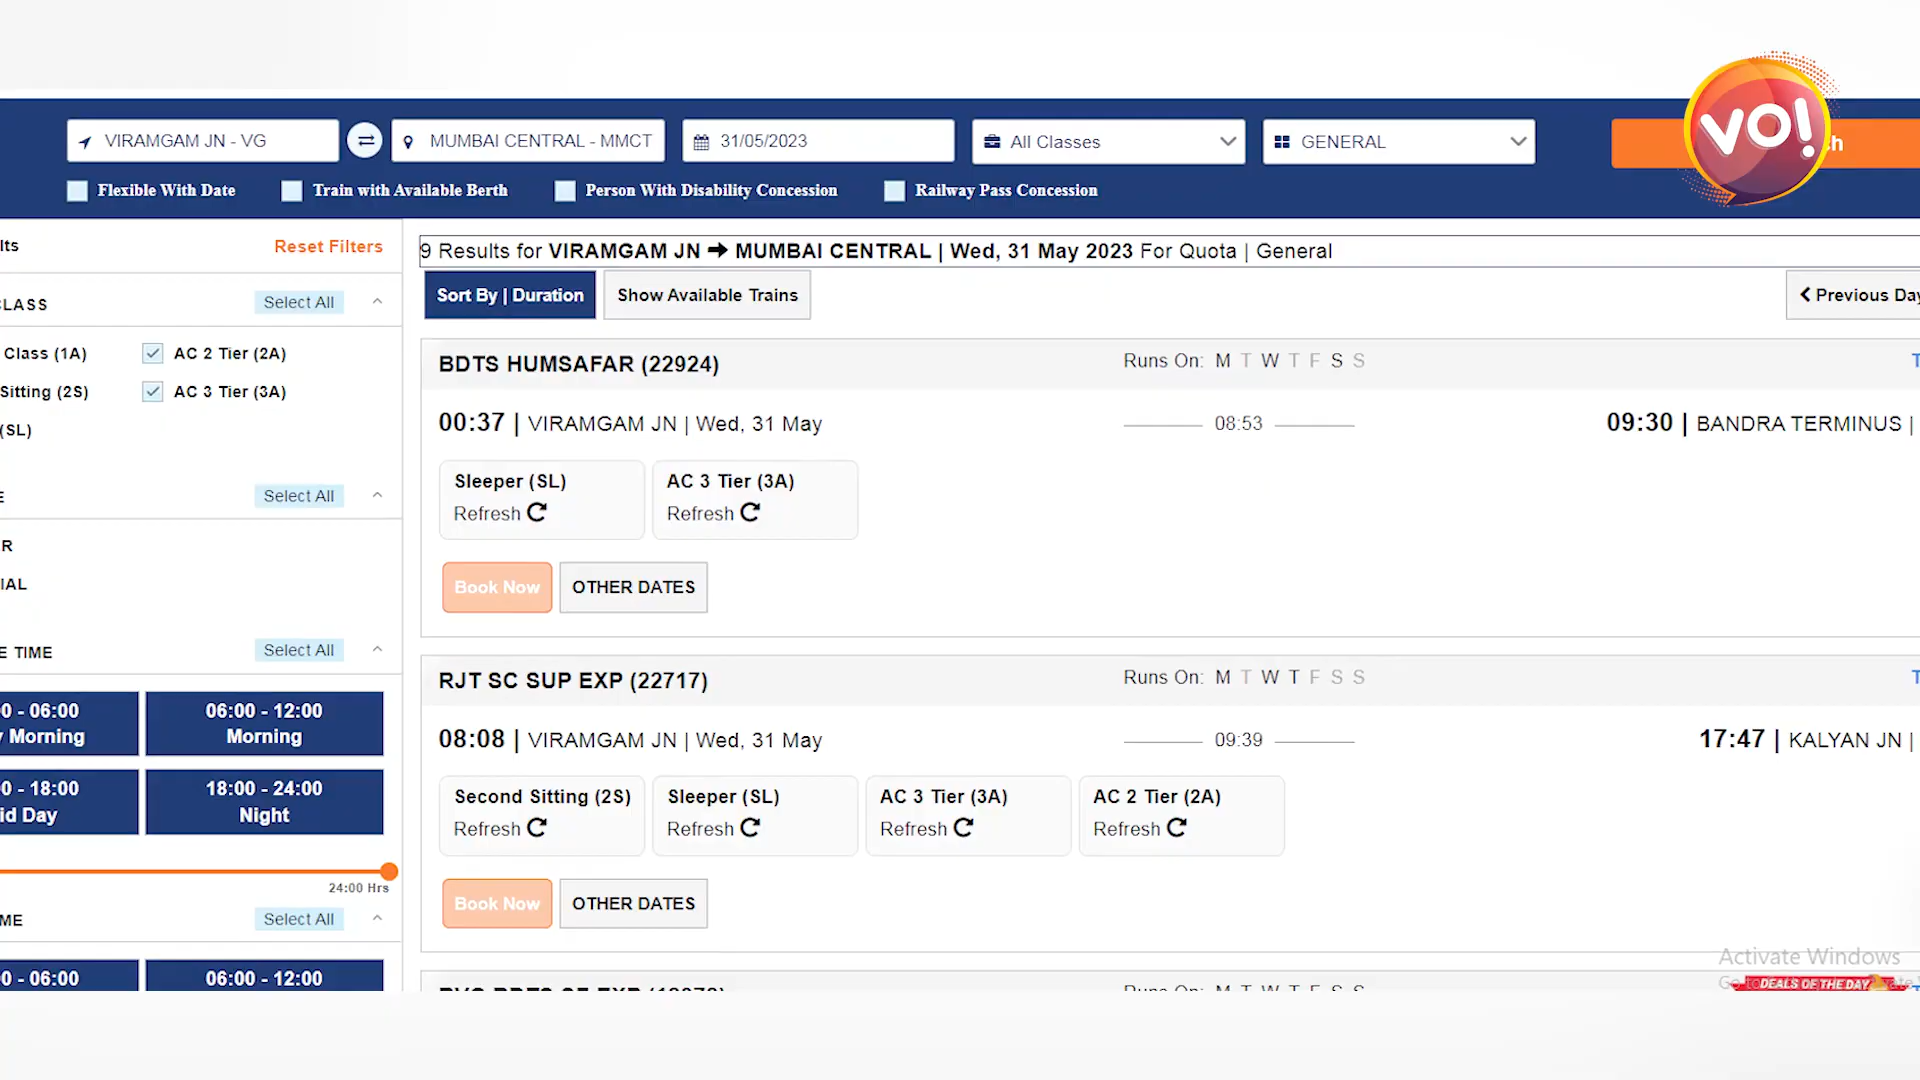 VIRAMGAM JN - VG
MUMBAI CENTRAL - MMCT
31/05/2023
All Classes
GENERAL
VO!
Flexible With Date
Train with Available Berth
Person With Disability Concession
Railway Pass Concession
lts
Reset Filters
9 Results for VIRAMGAM JN ➔ MUMBAI CENTRAL | Wed, 31 May 2023 For Quota | General
Sort By | Duration
Show Available Trains
Previous Day
CLASS
Select All
Class (1A)
AC 2 Tier (2A)
Sitting (2S)
AC 3 Tier (3A)
(SL)
Select All
R
IAL
E TIME
Select All
0 - 06:00
Morning
06:00 - 12:00
Morning
0 - 18:00
id Day
18:00 - 24:00
Night
24:00 Hrs
ME
Select All
0 - 06:00
06:00 - 12:00
BDTS HUMSAFAR (22924)
Runs On: M T W T F S S
00:37 | VIRAMGAM JN | Wed, 31 May
08:53
09:30 | BANDRA TERMINUS |
Sleeper (SL)
Refresh
AC 3 Tier (3A)
Refresh
Book Now
OTHER DATES
RJT SC SUP EXP (22717)
Runs On: M T W T F S S
08:08 | VIRAMGAM JN | Wed, 31 May
09:39
17:47 | KALYAN JN |
Second Sitting (2S)
Refresh
Sleeper (SL)
Refresh
AC 3 Tier (3A)
Refresh
AC 2 Tier (2A)
Refresh
Book Now
OTHER DATES
Runs On: M T W T F S S
Activate Windows
DEALS OF THE DAY